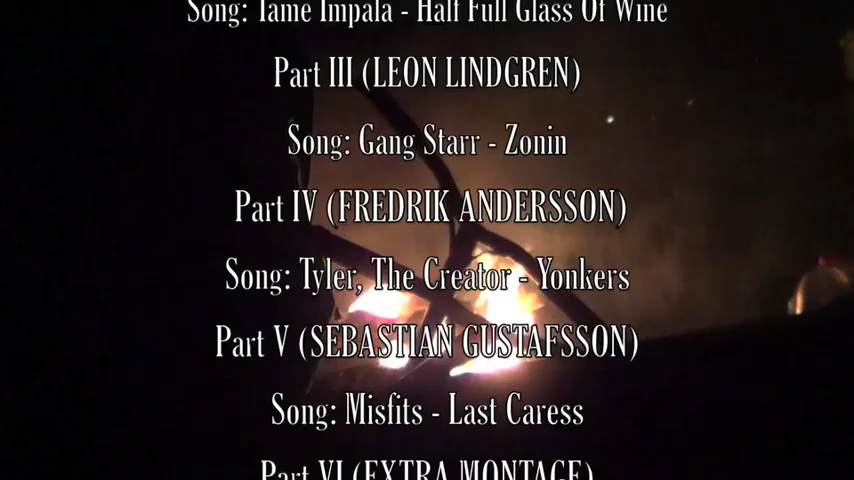 Song: Tame Impala - Half Full Glass Of Wine
Part III (LEON LINDGREN)
Song: Gang Starr - Zonin
Part IV (FREDRIK ANDERSSON)
Song: Tyler, The Creator - Yonkers
Part V (SEBASTIAN GUSTAFSSON)
Song: Misfits - Last Caress
Part VI (EXTRA MONTAGE)